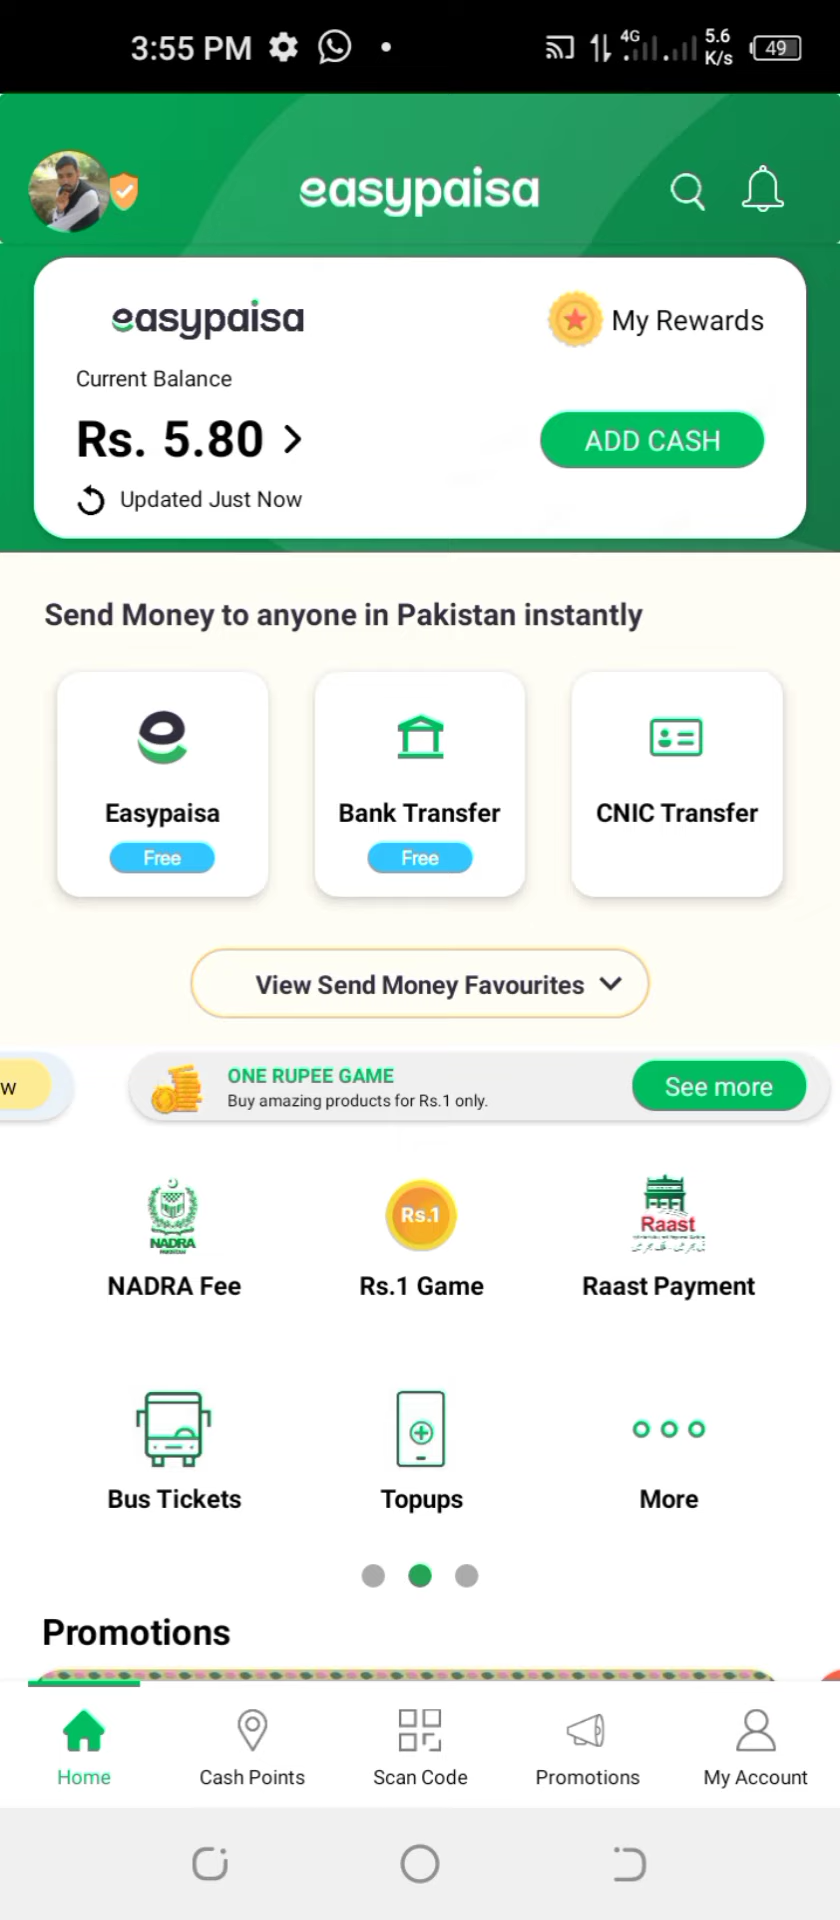 3:55 PM 4G 5.6 K/s 49
easypaisa
easypaisa
My Rewards
Current Balance
Rs. 5.80
ADD CASH
Updated Just Now
Send Money to anyone in Pakistan instantly
Easypaisa
Bank Transfer
CNIC Transfer
Free
Free
View Send Money Favourites
w
ONE RUPEE GAME
Buy amazing products for Rs.1 only.
See more
NADRA
Rs.1
Raast
NADRA Fee
Rs.1 Game
Raast Payment
Bus Tickets
Topups
More
Promotions
Home
Cash Points
Scan Code
Promotions
My Account